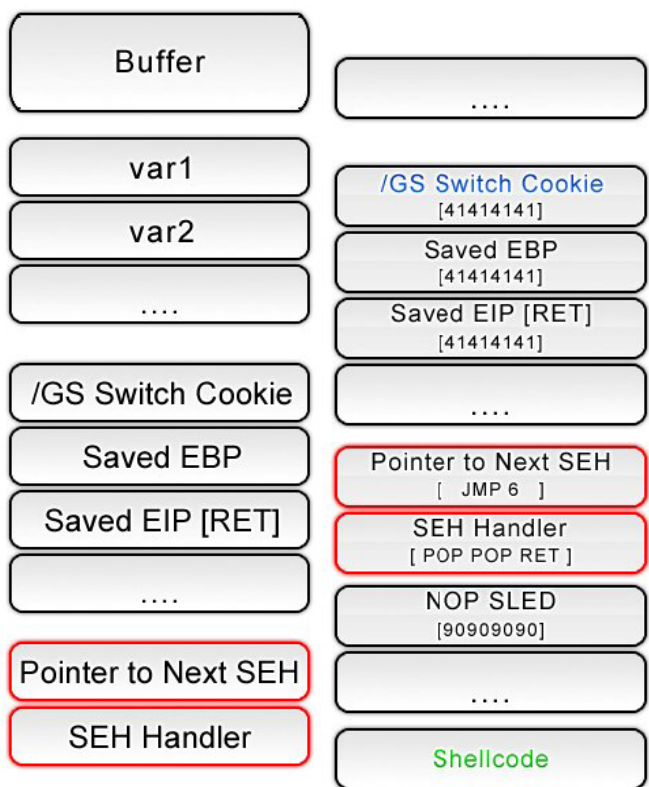 Buffer
var1
var2
....
/GS Switch Cookie
Saved EBP
Saved EIP [RET]
....
Pointer to Next SEH
SEH Handler
....
/GS Switch Cookie
[41414141]
Saved EBP
[41414141]
Saved EIP [RET]
[41414141]
....
Pointer to Next SEH
[ JMP 6 ]
SEH Handler
[ POP POP RET ]
NOP SLED
[90909090]
....
Shellcode